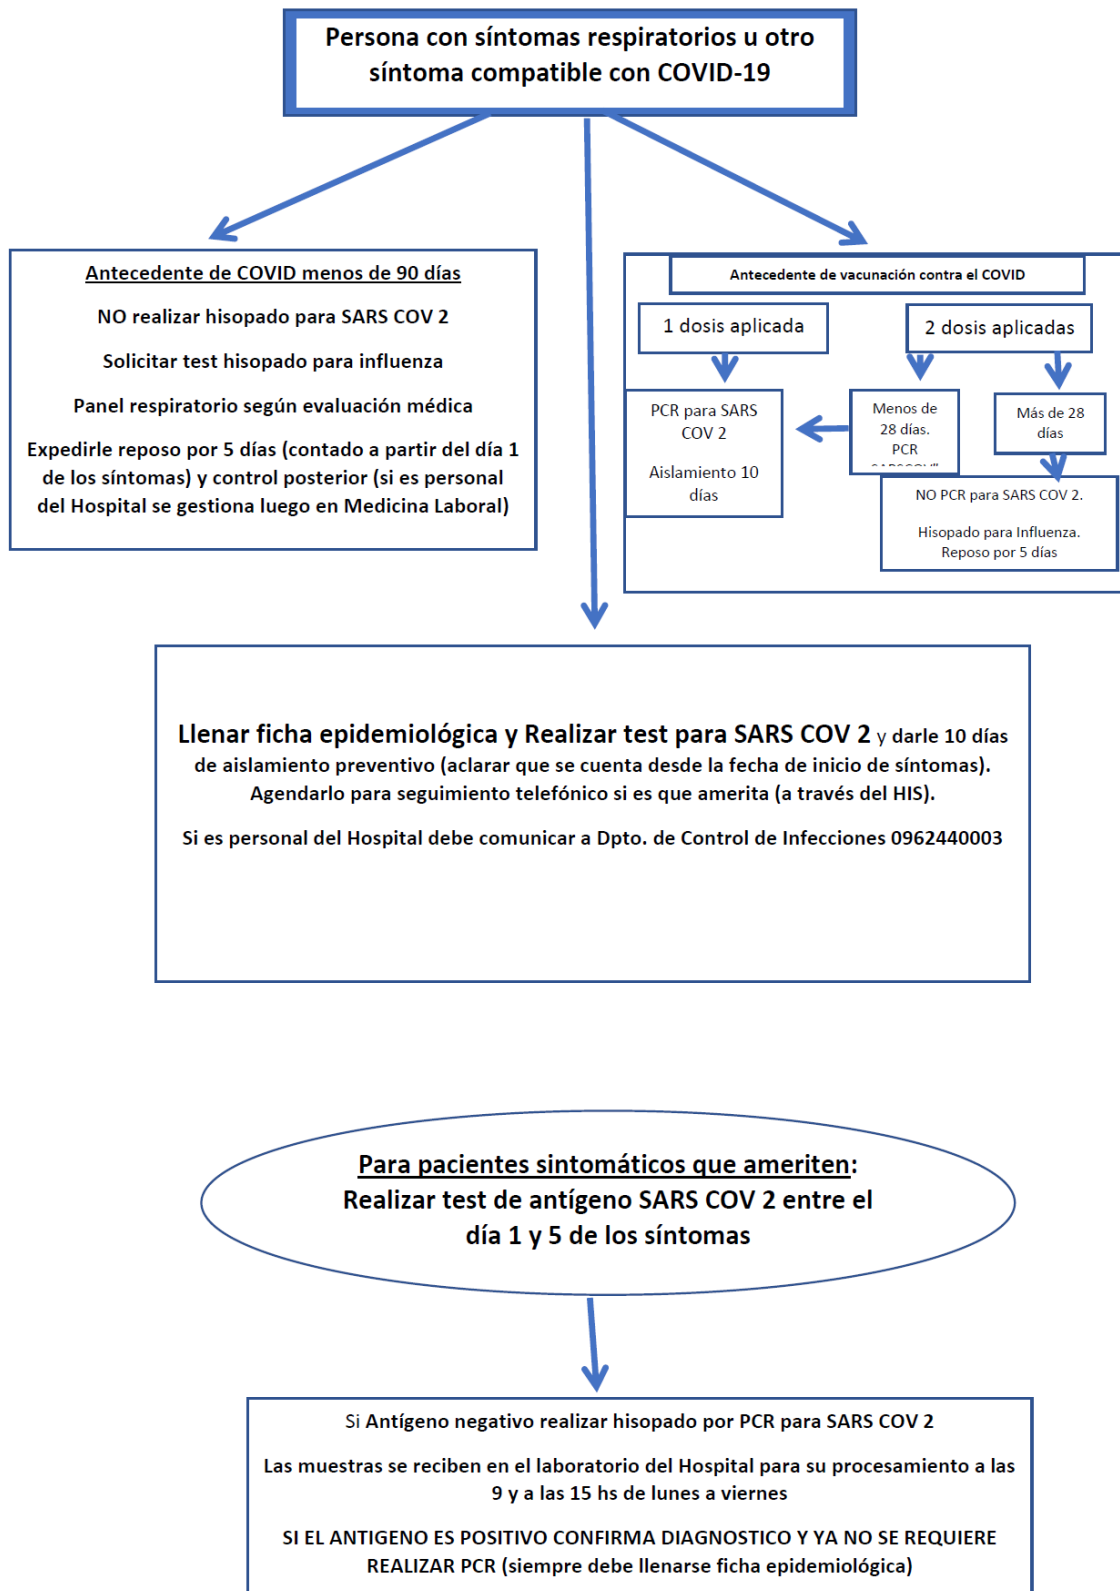 Persona con síntomas respiratorios u otro
síntoma compatible con COVID-19
Antecedente de COVID menos de 90 días
NO realizar hisopado para SARS COV 2
Solicitar test hisopado para influenza
Panel respiratorio según evaluación médica
Expedirle reposo por 5 días (contado a partir del día 1
de los síntomas) y control posterior (si es personal
del Hospital se gestiona luego en Medicina Laboral)
Antecedente de vacunación contra el COVID
1 dosis aplicada
2 dosis aplicadas
PCR para SARS
COV 2
Aislamiento 10
días
Menos de
28 días.
PCR
Más de 28
días
NO PCR para SARS COV 2.
Hisopado para Influenza.
Reposo por 5 días
Llenar ficha epidemiológica y Realizar test para SARS COV 2 y darle 10 días
de aislamiento preventivo (aclarar que se cuenta desde la fecha de inicio de síntomas).
Agendarlo para seguimiento telefónico si es que amerita (a través del HIS).
Si es personal del Hospital debe comunicar a Dpto. de Control de Infecciones 0962440003
Para pacientes sintomáticos que ameriten:
Realizar test de antígeno SARS COV 2 entre el
día 1 y 5 de los síntomas
Si Antígeno negativo realizar hisopado por PCR para SARS COV 2
Las muestras se reciben en el laboratorio del Hospital para su procesamiento a las
9 y a las 15 hs de lunes a viernes
SI EL ANTIGENO ES POSITIVO CONFIRMA DIAGNOSTICO Y YA NO SE REQUIERE
REALIZAR PCR (siempre debe llenarse ficha epidemiológica)